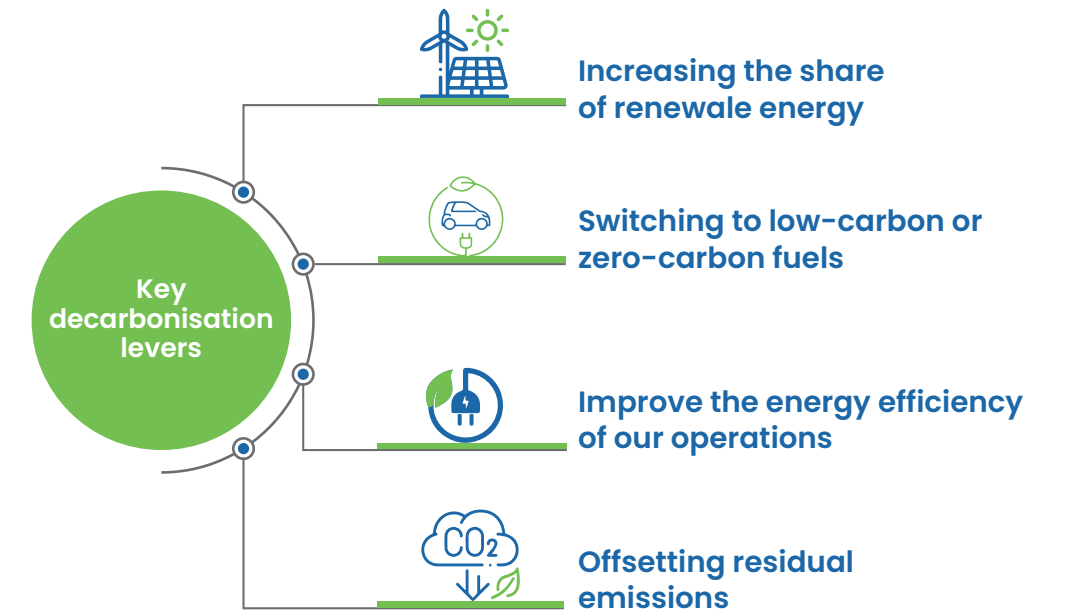 Increasing the share
of renewale energy
Switching to low-carbon or
zero-carbon fuels
Key
decarbonisation
levers
Improve the energy efficiency
of our operations
CO2
Offsetting residual
emissions